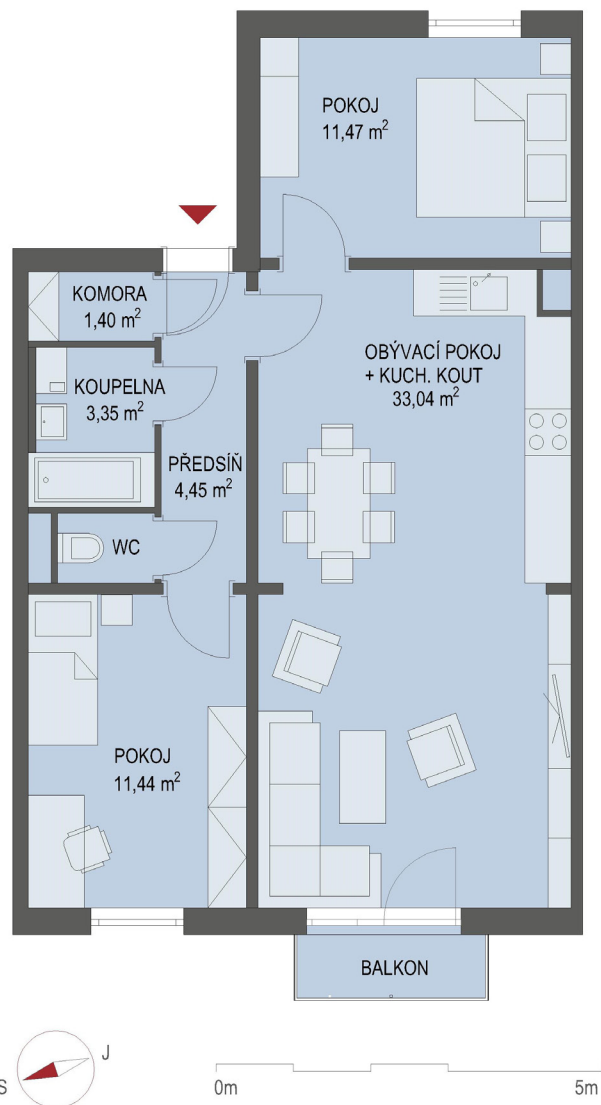 POKOJ
11,47 m²
KOMORA
1,40 m²
OBÝVACÍ POKOJ
+ KUCH. KOUT
33,04 m²
KOUPELNA
3,35 m²
PŘEDSÍŇ
4,45 m²
WC
POKOJ
11,44 m²
BALKON
J
S
0m
5m